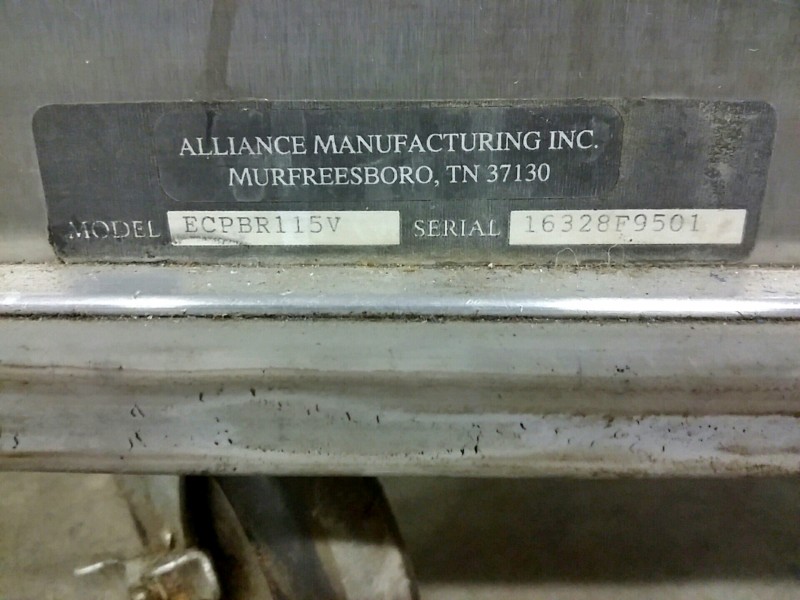 ALLIANCE MANUFACTURING INC.
MURFREESBORO, TN 37130
MODEL ECPBR115V SERIAL 16328F9501